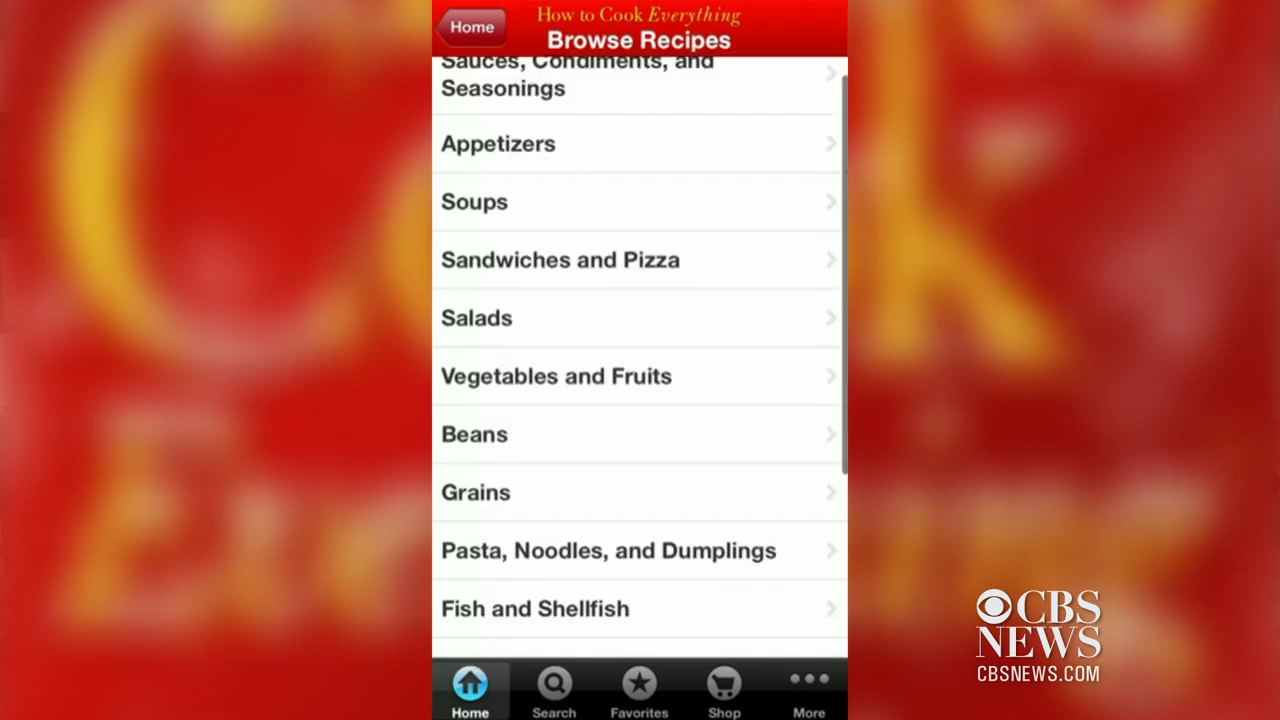 How to Cook Everything
Home
Browse Recipes
Sauces, Condiments, and
Seasonings
Appetizers
Soups
Sandwiches and Pizza
Salads
Vegetables and Fruits
Beans
Grains
Pasta, Noodles, and Dumplings
Fish and Shellfish
Home
Search
Favorites
Shop
More
CBS
NEWS
CBSNEWS.COM